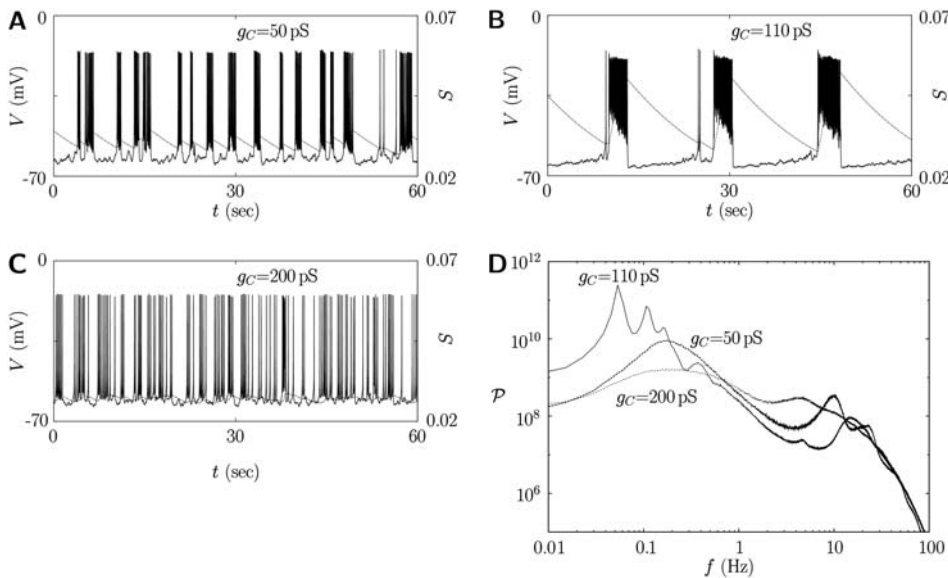 A
g_C=50 pS
0
0.07
V (mV)
S
-70
0.02
0
30
60
t (sec)
B
g_C=110 pS
0
0.07
V (mV)
S
-70
0.02
0
30
60
t (sec)
C
g_C=200 pS
0
0.07
V (mV)
S
-70
0.02
0
30
60
t (sec)
D
10^12
g_C=110 pS
10^10
g_C=50 pS
𝒫
g_C=200 pS
10^8
10^6
0.01
0.1
1
10
100
f (Hz)